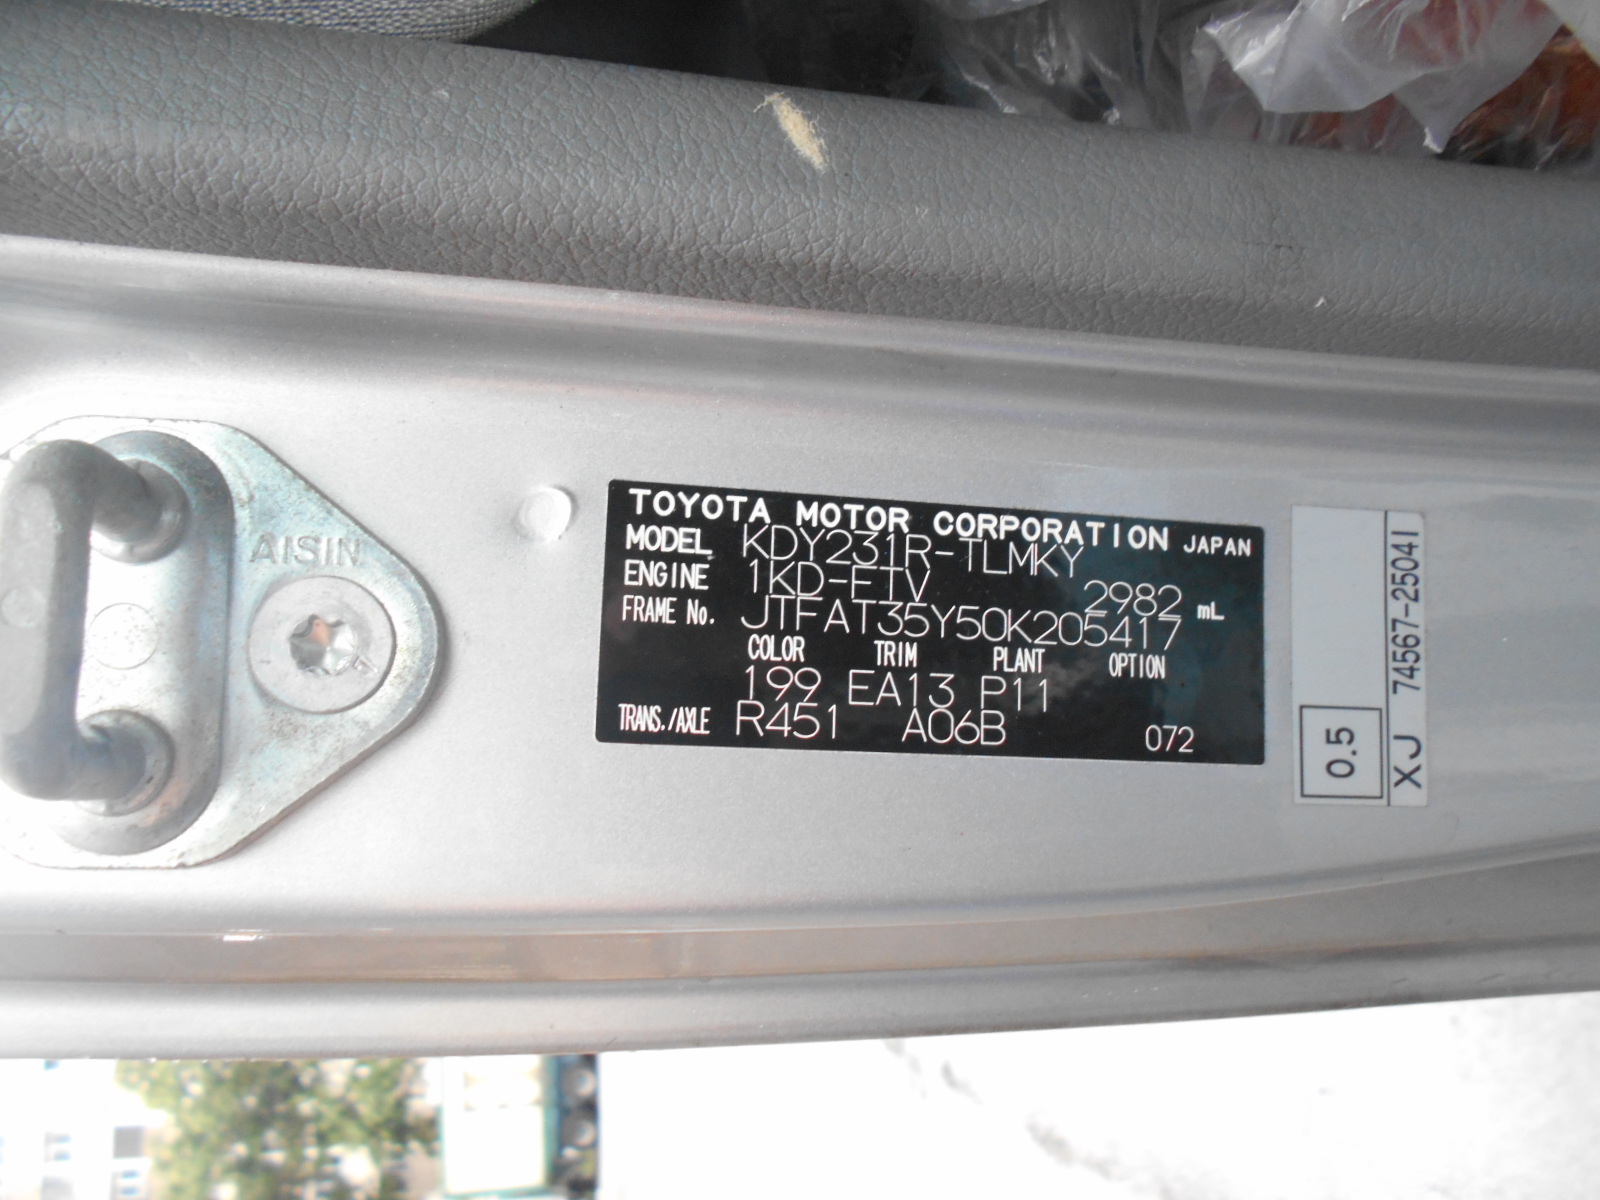 AISIN
TOYOTA MOTOR CORPORATION JAPAN
MODEL KDY231R-TLMKY
ENGINE 1KD-FTV 2982 mL
FRAME No. JTFAT35Y50K205417
COLOR TRIM PLANT OPTION
199 EA13 P11
TRANS./AXLE R451 A06B 072
0.5
XJ 74567-25041